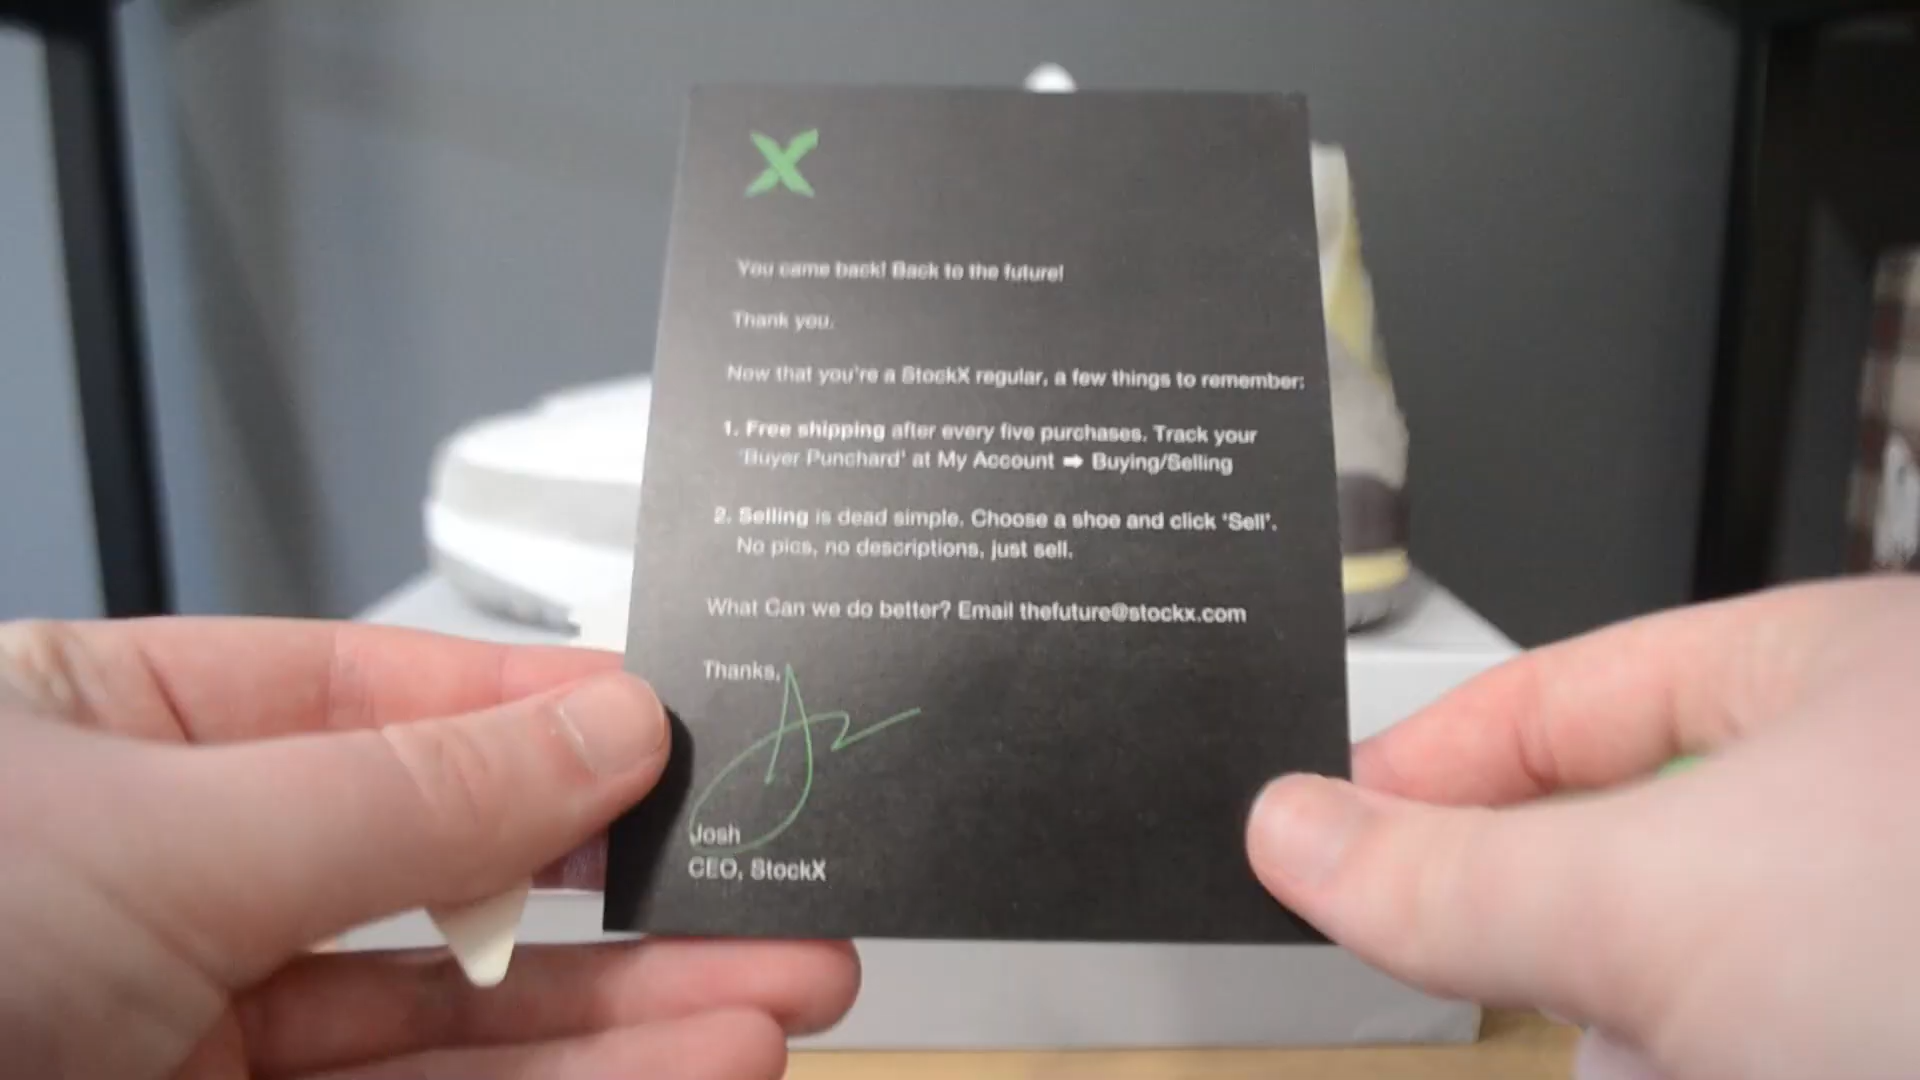 X
You came back! Back to the future!
Thank you.
Now that you're a StockX regular, a few things to remember:
1. Free shipping after every five purchases. Track your
'Buyer Punchard' at My Account ➡ Buying/Selling
2. Selling is dead simple. Choose a shoe and click 'Sell'.
No pics, no descriptions, just sell.
What Can we do better? Email thefuture@stockx.com
Thanks,
Josh
CEO, StockX